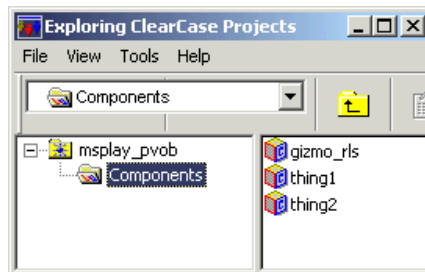 Exploring ClearCase Projects
File View Tools Help
Components
msplay_pvob
Components
gizmo_rls
thing1
thing2